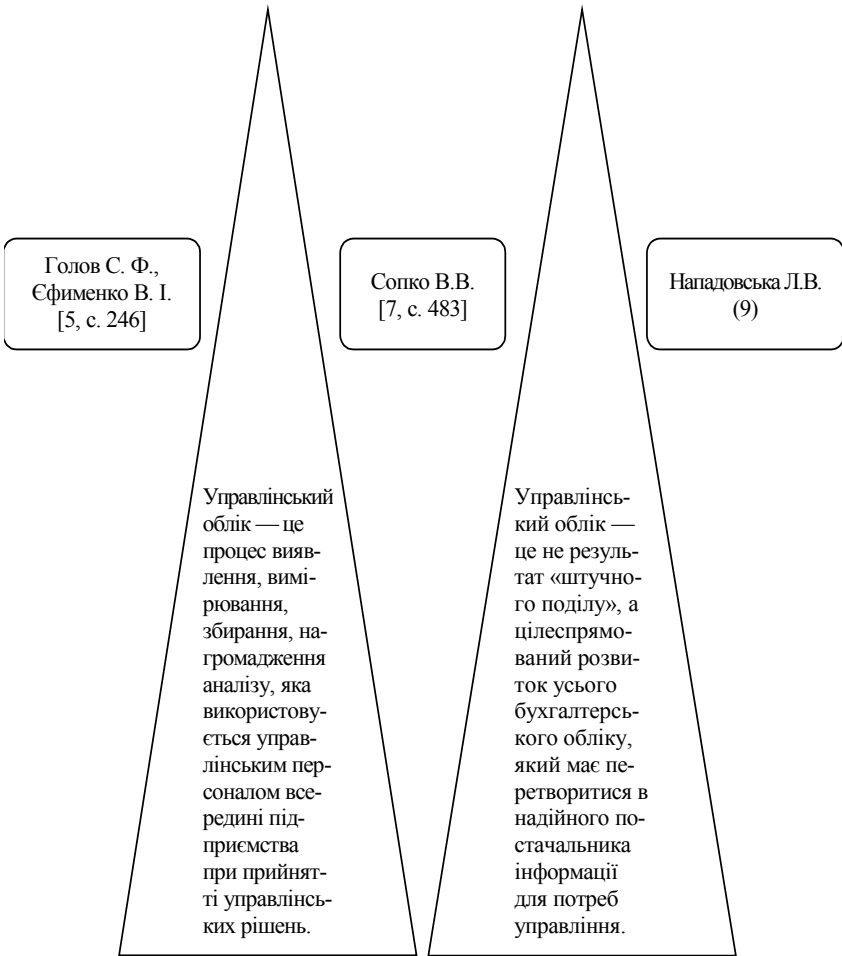 Голов С. Ф.,
Єфименко В. І.
[5, с. 246]
Сопко В.В.
[7, с. 483]
Нападовська Л.В.
(9)
Управлінський
облік — це
процес вияв-
лення, вимі-
рювання,
збирання, на-
громадження
аналізу, яка
використову-
ється управ-
лінським пер-
соналом все-
редині під-
приємства
при прийнят-
ті управлінсь-
ких рішень.
Управлінсь-
кий облік —
це не резуль-
тат «штучно-
го поділу», а
цілеспрямо-
ваний розви-
ток усього
бухгалтерсь-
кого обліку,
який має пе-
ретворитися в
надійного по-
стачальника
інформації
для потреб
управління.